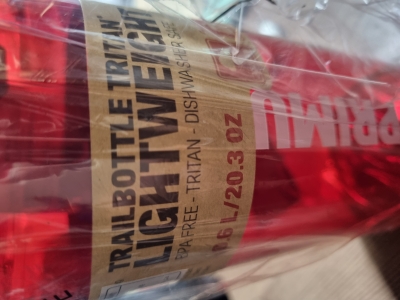 TRAILBOTTLE TRITAN
LIGHTWEIGHT
BPA FREE - TRITAN - DISHWASHER SAFE
0.6 L/20.3 OZ
PRIMU